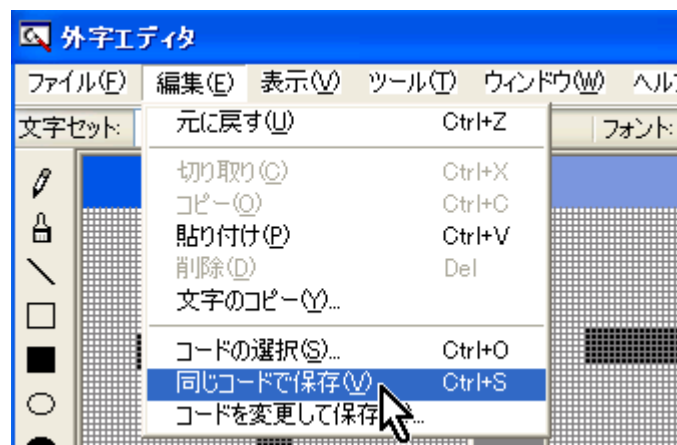 外字エディタ
ファイル(F) 編集(E) 表示(V) ツール(T) ウィンドウ(W) ヘル
文字セット: フォント:
元に戻す(U) Ctrl+Z
切り取り(C) Ctrl+X
コピー(O) Ctrl+C
貼り付け(P) Ctrl+V
削除(D) Del
文字のコピー(Y)...
コードの選択(S)... Ctrl+O
同じコードで保存(V) Ctrl+S
コードを変更して保存